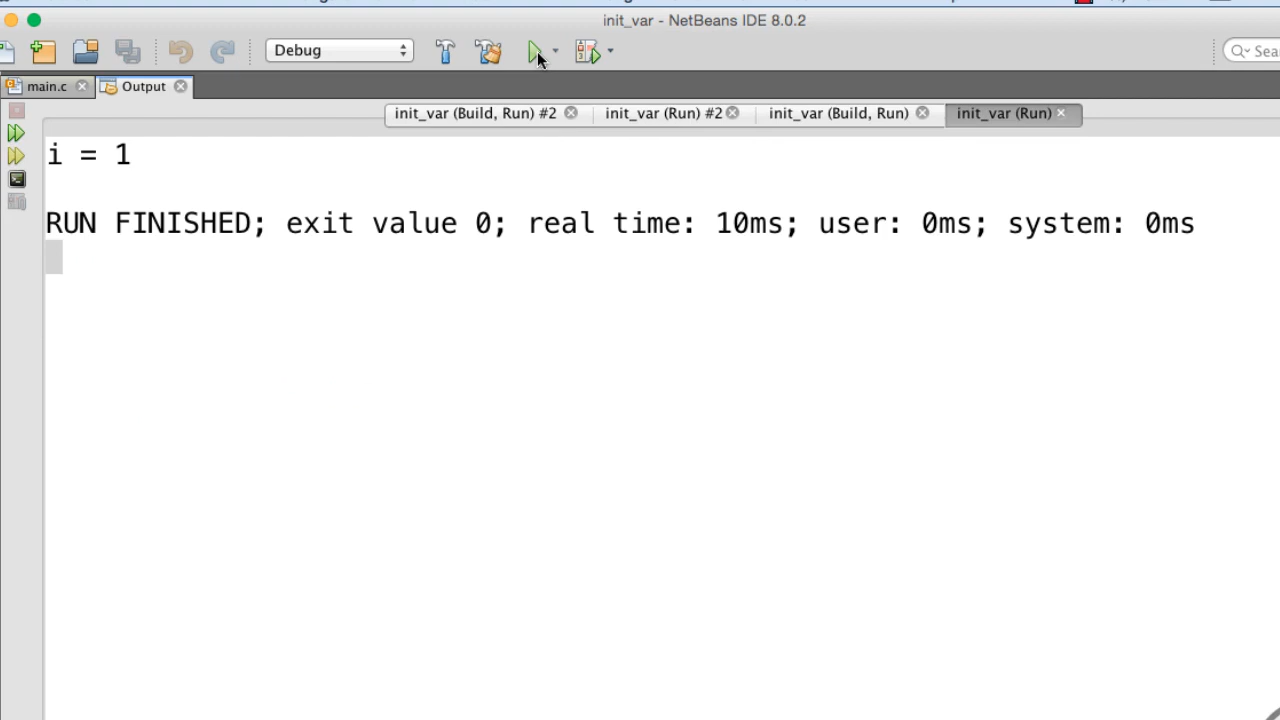 init_var - NetBeans IDE 8.0.2
Debug
main.c Output
init_var (Build, Run) #2 init_var (Run) #2 init_var (Build, Run) init_var (Run)
i = 1
RUN FINISHED; exit value 0; real time: 10ms; user: 0ms; system: 0ms